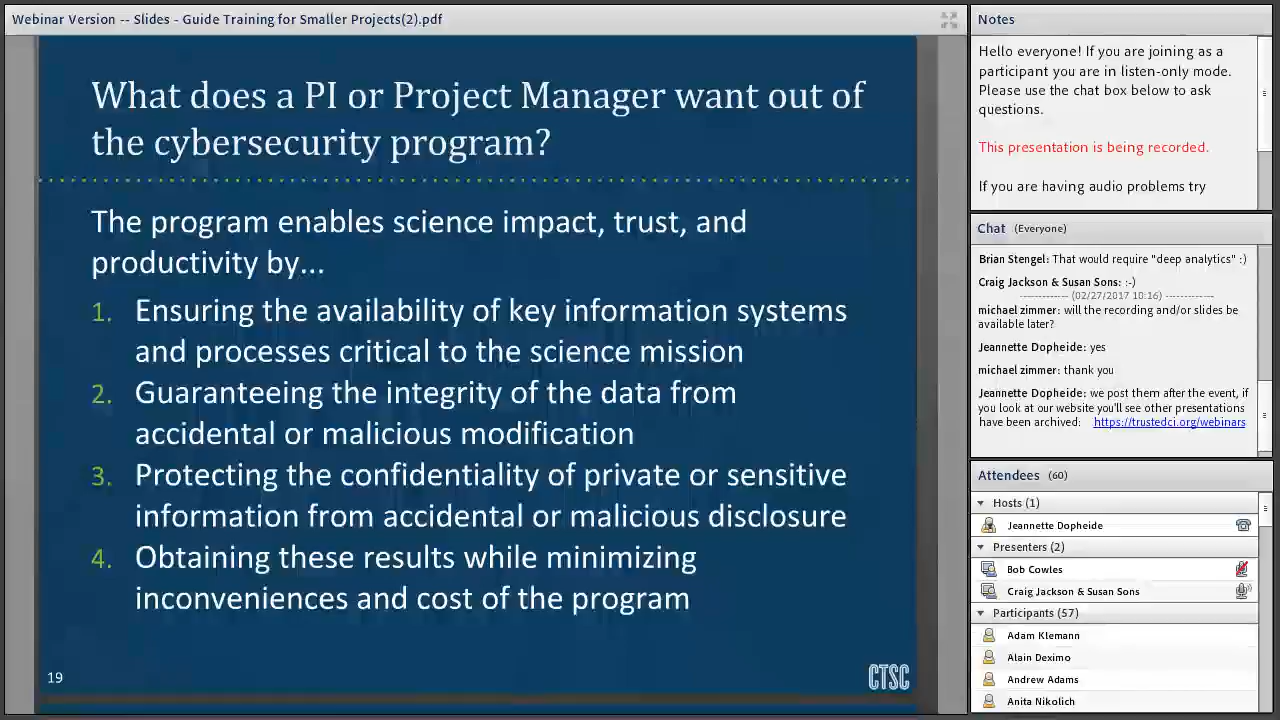 Webinar Version -- Slides - Guide Training for Smaller Projects(2).pdf
What does a PI or Project Manager want out of
the cybersecurity program?
The program enables science impact, trust, and
productivity by...
1. Ensuring the availability of key information systems
and processes critical to the science mission
2. Guaranteeing the integrity of the data from
accidental or malicious modification
3. Protecting the confidentiality of private or sensitive
information from accidental or malicious disclosure
4. Obtaining these results while minimizing
inconveniences and cost of the program
19
CTSC
Notes
Hello everyone! If you are joining as a
participant you are in listen-only mode.
Please use the chat box below to ask
questions.
This presentation is being recorded.
If you are having audio problems try
Chat (Everyone)
Brian Stengel: That would require "deep analytics" :)
Craig Jackson & Susan Sons: :-)
------------- (02/27/2017 10:16) -------------
michael zimmer: will the recording and/or slides be
available later?
Jeannette Dopheide: yes
michael zimmer: thank you
Jeannette Dopheide: we post them after the event, if
you look at our website you'll see other presentations
have been archived: https://trustedci.org/webinars
Attendees (60)
Hosts (1)
Jeannette Dopheide
Presenters (2)
Bob Cowles
Craig Jackson & Susan Sons
Participants (57)
Adam Klemann
Alain Deximo
Andrew Adams
Anita Nikolich